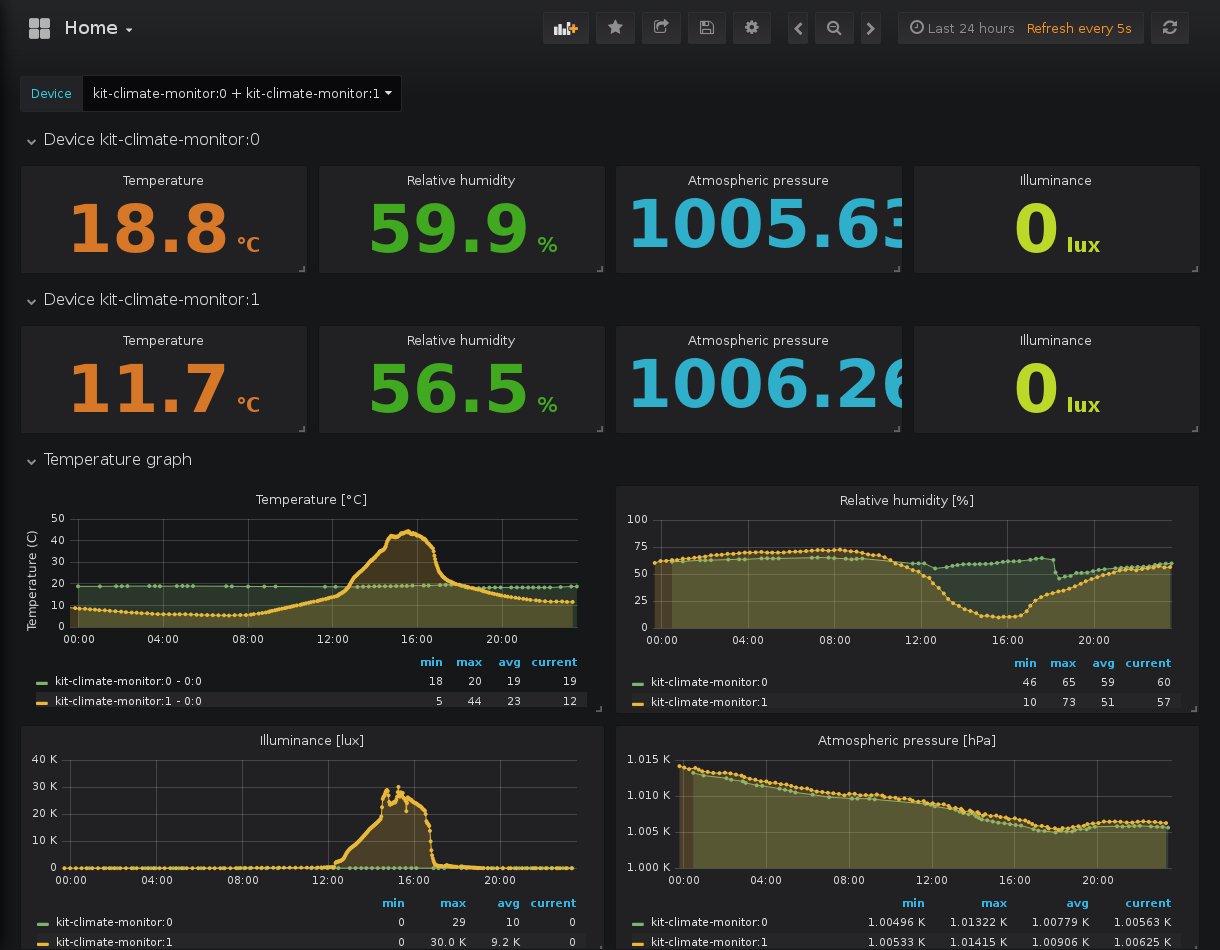 Home
Last 24 hours Refresh every 5s
Device kit-climate-monitor:0 + kit-climate-monitor:1
Device kit-climate-monitor:0
Temperature Relative humidity Atmospheric pressure Illuminance
18.8 °C 59.9 % 1005.63 0 lux
Device kit-climate-monitor:1
Temperature Relative humidity Atmospheric pressure Illuminance
11.7 °C 56.5 % 1006.26 0 lux
Temperature graph
Temperature [°C]
Temperature (C)
50
40
30
20
10
0
00:00 04:00 08:00 12:00 16:00 20:00
min max avg current
kit-climate-monitor:0 - 0:0 18 20 19 19
kit-climate-monitor:1 - 0:0 5 44 23 12
Relative humidity [%]
100
75
50
25
0
00:00 04:00 08:00 12:00 16:00 20:00
min max avg current
kit-climate-monitor:0 46 65 59 60
kit-climate-monitor:1 10 73 51 57
Illuminance [lux]
40 K
30 K
20 K
10 K
0
00:00 04:00 08:00 12:00 16:00 20:00
min max avg current
kit-climate-monitor:0 0 29 10 0
kit-climate-monitor:1 0 30.0 K 9.2 K 0
Atmospheric pressure [hPa]
1.015 K
1.010 K
1.005 K
1.000 K
00:00 04:00 08:00 12:00 16:00 20:00
min max avg current
kit-climate-monitor:0 1.00496 K 1.01322 K 1.00779 K 1.00563 K
kit-climate-monitor:1 1.00533 K 1.01415 K 1.00906 K 1.00625 K